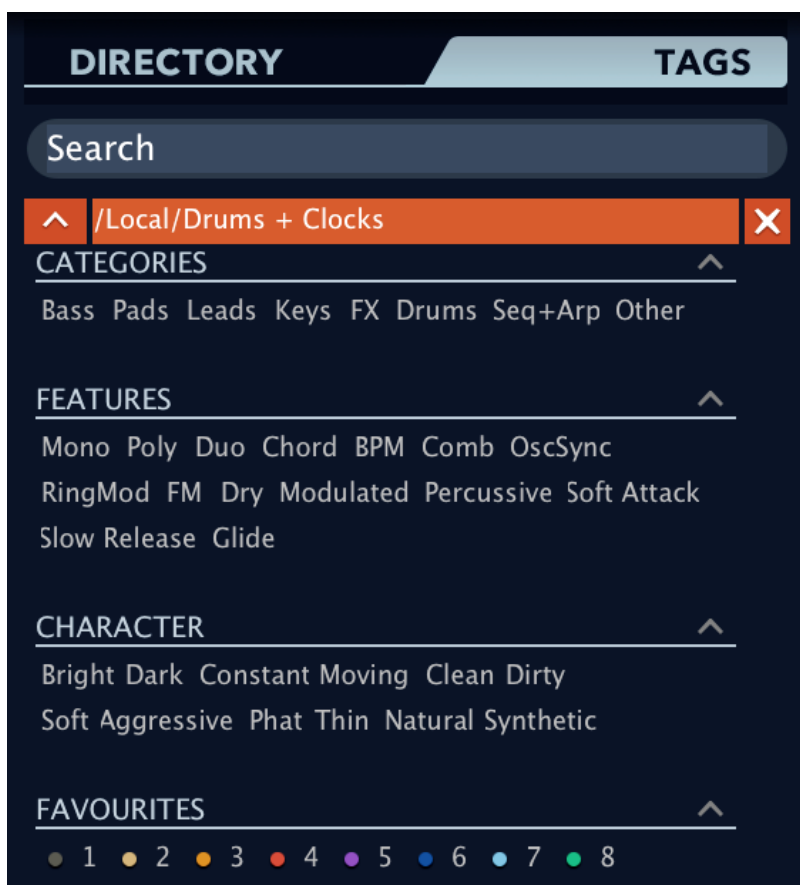 DIRECTORY TAGS
Search
/Local/Drums + Clocks
CATEGORIES
Bass Pads Leads Keys FX Drums Seq+Arp Other
FEATURES
Mono Poly Duo Chord BPM Comb OscSync
RingMod FM Dry Modulated Percussive Soft Attack
Slow Release Glide
CHARACTER
Bright Dark Constant Moving Clean Dirty
Soft Aggressive Phat Thin Natural Synthetic
FAVOURITES
1 2 3 4 5 6 7 8